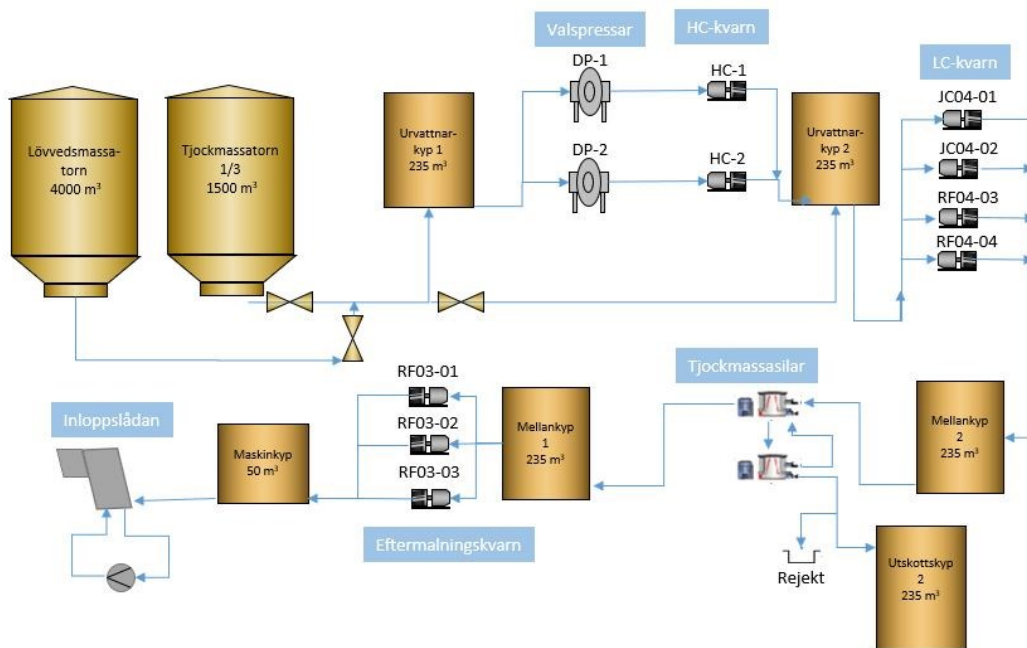 Valspressar
HC-kvarn
LC-kvarn
DP-1
HC-1
JC04-01
Lövvedsmassa-
torn
4000 m³
Tjockmassatorn
1/3
1500 m³
Urvattnar-
kyp 1
235 m³
Urvattnar-
kyp 2
235 m³
DP-2
HC-2
JC04-02
RF04-03
RF04-04
Inloppslådan
Maskinkyp
50 m³
RF03-01
RF03-02
RF03-03
Eftermalningskvarn
Mellankyp
1
235 m³
Tjockmassasilar
Mellankyp
2
235 m³
Rejekt
Utskottskyp
2
235 m³